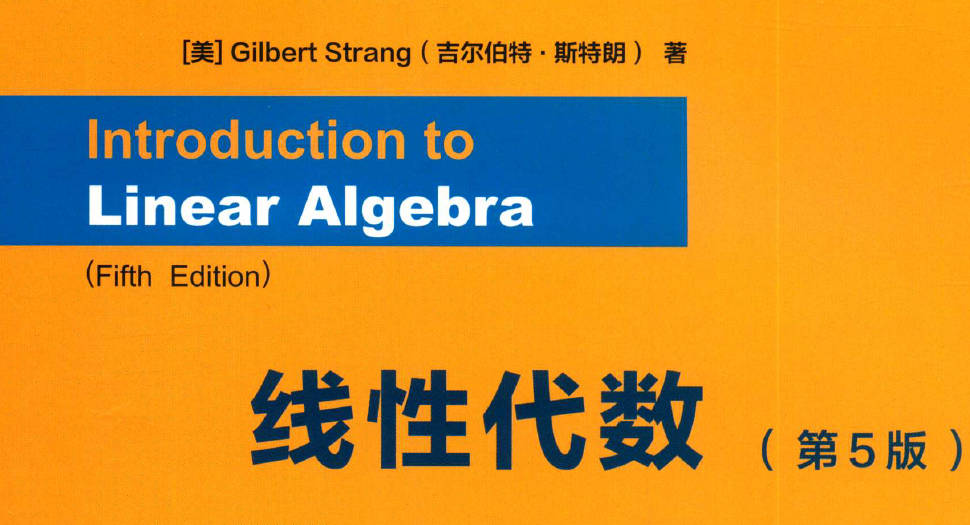 [美] Gilbert Strang（吉尔伯特·斯特朗） 著
Introduction to
Linear Algebra
(Fifth Edition)
线性代数（第5版）